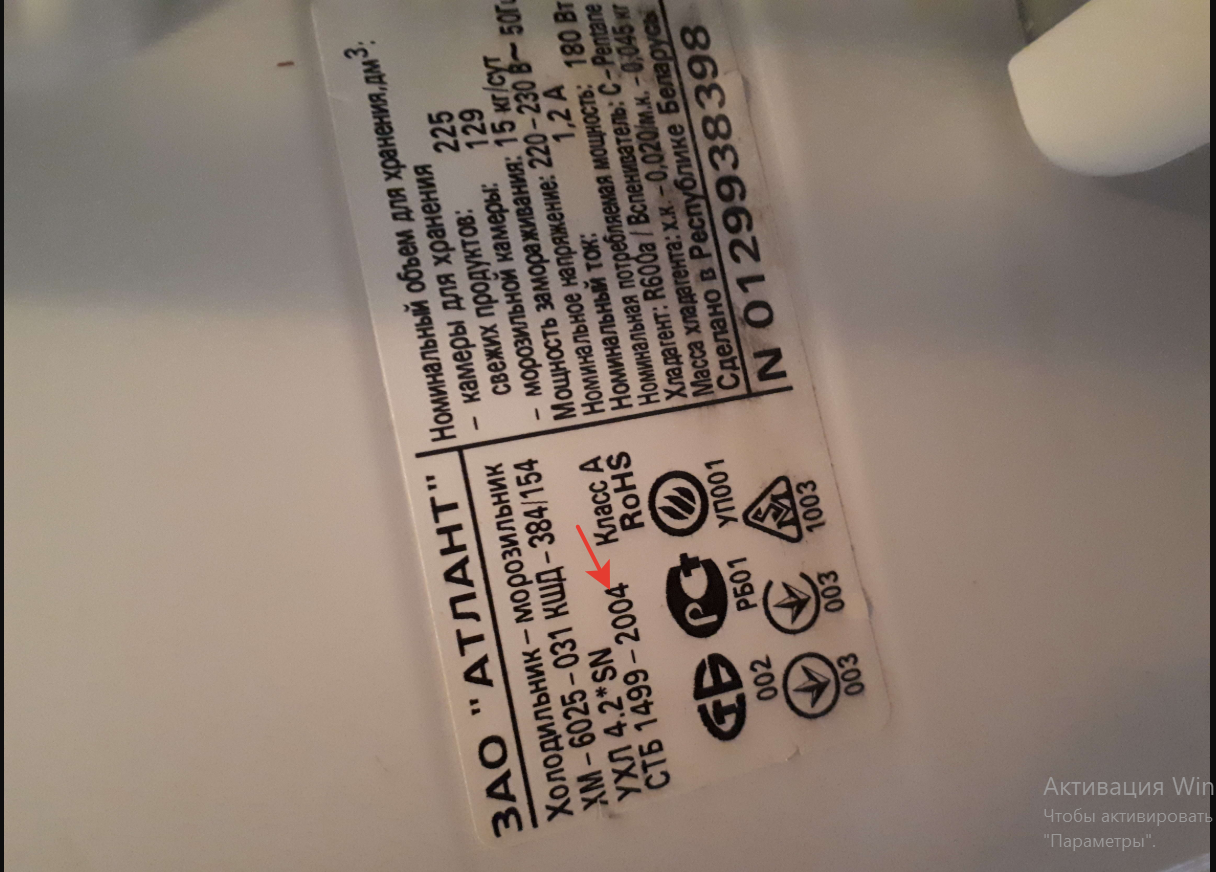 ЗАО "АТЛАНТ"
Холодильник – морозильник
ХМ – 6025 – 031 КШД – 384/154
УХЛ 4.2*SN
Класс А
СТБ 1499 – 2004
RoHS
002
РБ01
УП001
003
003
1003
Номинальный объем для хранения,дм3:
– камеры для хранения
свежих продуктов: 225
– морозильной камеры: 129
Мощность замораживания: 15 кг/сут
Номинальное напряжение: 220 – 230 В~ 50Г
Номинальный ток: 1,2 А
Номинальная потребляемая мощность: 180 Вт
Хладагент: R600a / Вспениватель: C – Pentane
Масса хладагента: х.к. – 0,020/м.к. – 0,045 кг
Сделано в Республике Беларусь
N 0129938398
Активация Win
Чтобы активировать
"Параметры".